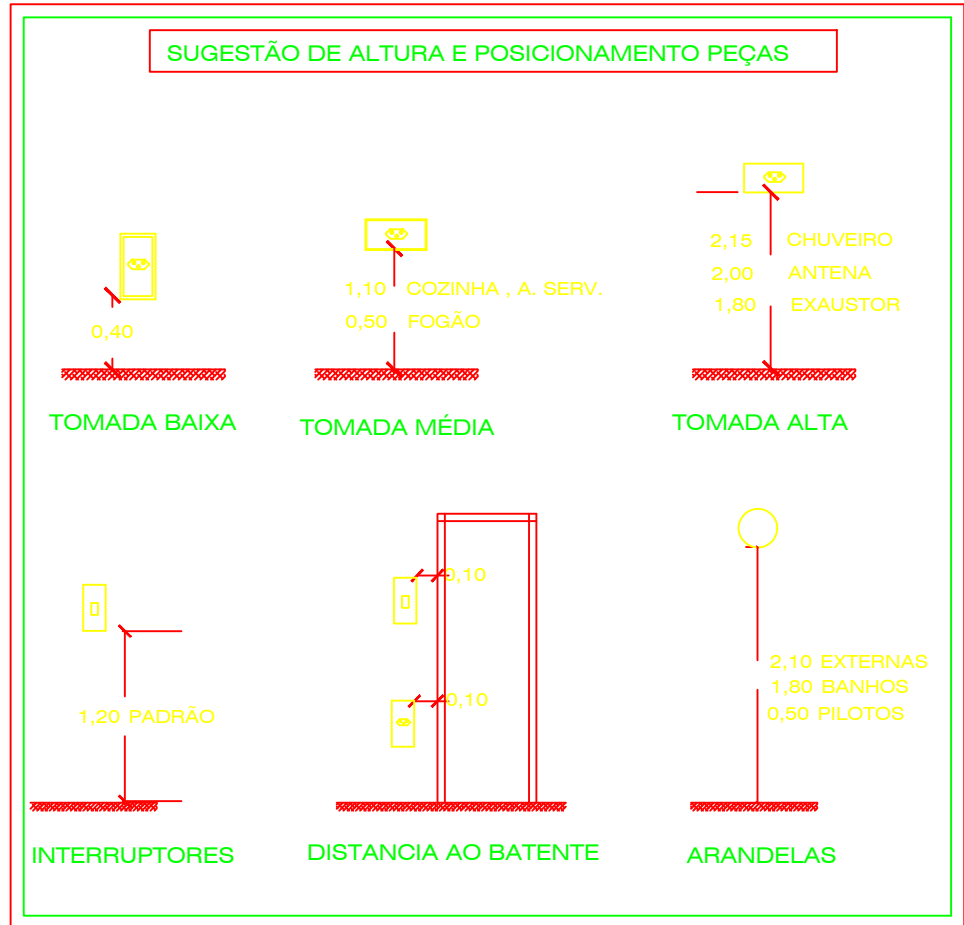 SUGESTÃO DE ALTURA E POSICIONAMENTO PEÇAS
0,40
TOMADA BAIXA
1,10 COZINHA , A. SERV.
0,50 FOGÃO
TOMADA MÉDIA
2,15 CHUVEIRO
2,00 ANTENA
1,80 EXAUSTOR
TOMADA ALTA
1,20 PADRÃO
INTERRUPTORES
0,10
0,10
DISTANCIA AO BATENTE
2,10 EXTERNAS
1,80 BANHOS
0,50 PILOTOS
ARANDELAS